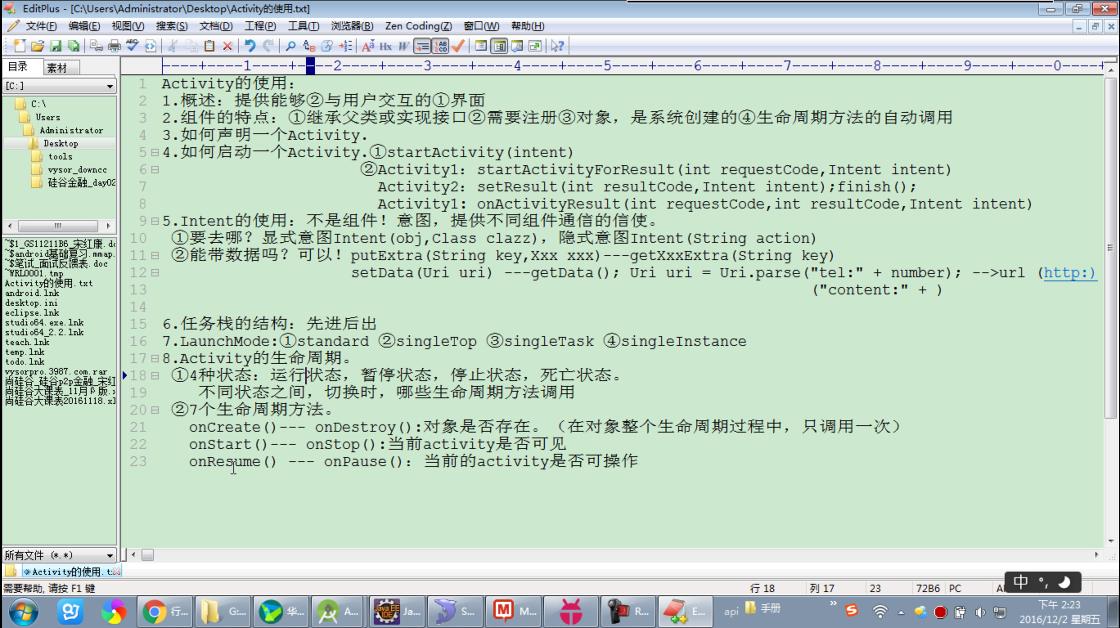 EditPlus - [C:\Users\Administrator\Desktop\Activity的使用.txt]
文件(F) 编辑(E) 视图(V) 搜索(S) 文档(D) 工程(P) 工具(T) 浏览器(B) Zen Coding(Z) 窗口(W) 帮助(H)
目录 素材
[C:]
C:\
Users
Administrator
Desktop
tools
vysor_downcc
硅谷金融_day02
~$1_GS11211B6_宋红康.do
~$android基础复习.mmap
~$笔试_面试反馈表.doc
~WRL0001.tmp
Activity的使用.txt
android.lnk
desktop.ini
eclipse.lnk
studio64.exe.lnk
studio64_2.2.lnk
teach.lnk
temp.lnk
todo.lnk
vysorpro.3987.com.rar
尚硅谷_硅谷p2p金融_宋红
尚硅谷大课表_11月β版.x
尚硅谷大课表20161118.xl
所有文件 (*.*)
----+----1----+----2----+----3----+----4----+----5----+----6----+----7----+----8----+----9----+----0----+
1 Activity的使用：
2 1.概述：提供能够②与用户交互的①界面
3 2.组件的特点：①继承父类或实现接口②需要注册③对象，是系统创建的④生命周期方法的自动调用
4 3.如何声明一个Activity.
5 4.如何启动一个Activity.①startActivity(intent)
6 ②Activity1: startActivityForResult(int requestCode,Intent intent)
7 Activity2: setResult(int resultCode,Intent intent);finish();
8 Activity1: onActivityResult(int requestCode,int resultCode,Intent intent)
9 5.Intent的使用：不是组件！意图，提供不同组件通信的信使。
10 ①要去哪？显式意图Intent(obj,Class clazz)，隐式意图Intent(String action)
11 ②能带数据吗？可以！putExtra(String key,Xxx xxx)---getXxxExtra(String key)
12 setData(Uri uri) ---getData(); Uri uri = Uri.parse("tel:" + number); -->url (http:)
13 ("content:" + )
14
15 6.任务栈的结构：先进后出
16 7.LaunchMode:①standard ②singleTop ③singleTask ④singleInstance
17 8.Activity的生命周期。
18 ①4种状态：运行状态，暂停状态，停止状态，死亡状态。
19 不同状态之间，切换时，哪些生命周期方法调用
20 ②7个生命周期方法。
21 onCreate()--- onDestroy():对象是否存在。（在对象整个生命周期过程中，只调用一次）
22 onStart()--- onStop():当前activity是否可见
23 onResume() --- onPause(): 当前的activity是否可操作
Activity的使用.t
需要帮助, 请按 F1 键
行 18 列 17 23 72B6 PC
中
行... G:... 华... A... Ja... S... M... R... E... api 手册
下午 2:23
2016/12/2 星期五